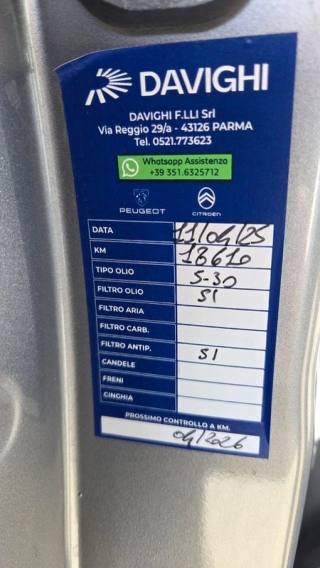 DAVIGHI
DAVIGHI F.LLI Srl
Via Reggio 29/a - 43126 PARMA
Tel. 0521.773623
Whatsapp Assistenza
+39 351.6325712
PEUGEOT CITROËN
DATA 11/04/25
KM 18610
TIPO OLIO 5-30
FILTRO OLIO SI
FILTRO ARIA
FILTRO CARB.
FILTRO ANTIP. SI
CANDELE
FRENI
CINGHIA
PROSSIMO CONTROLLO A KM.
04/2026